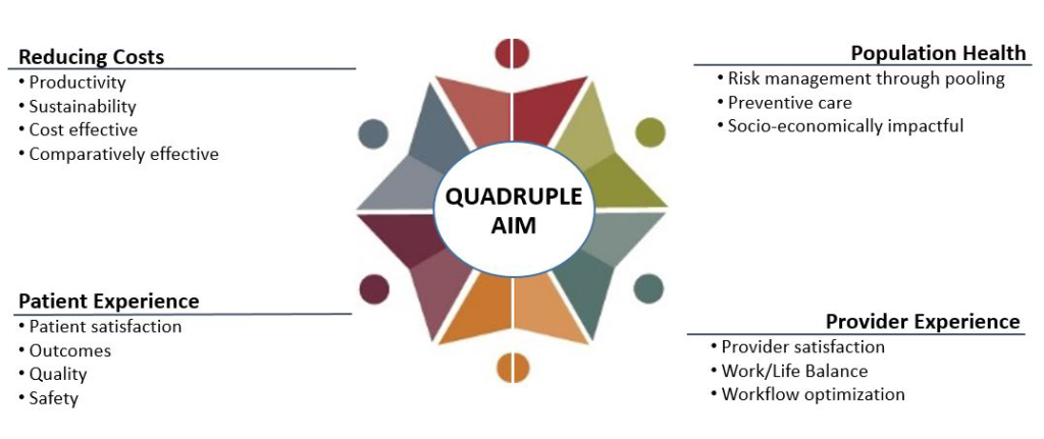 Reducing Costs
• Productivity
• Sustainability
• Cost effective
• Comparatively effective
Population Health
• Risk management through pooling
• Preventive care
• Socio-economically impactful
QUADRUPLE
AIM
Patient Experience
• Patient satisfaction
• Outcomes
• Quality
• Safety
Provider Experience
• Provider satisfaction
• Work/Life Balance
• Workflow optimization